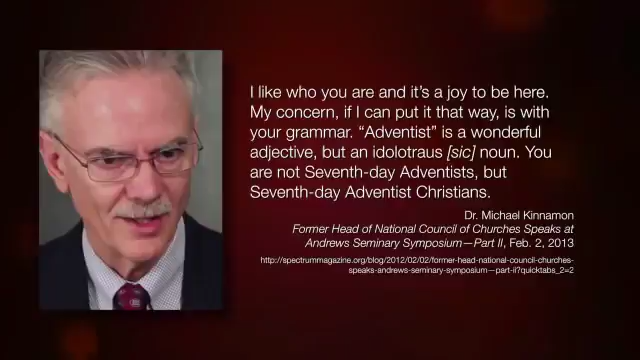 I like who you are and it's a joy to be here.
My concern, if I can put it that way, is with
your grammar. "Adventist" is a wonderful
adjective, but an idolotraus [sic] noun. You
are not Seventh-day Adventists, but
Seventh-day Adventist Christians.
Dr. Michael Kinnamon
Former Head of National Council of Churches Speaks at
Andrews Seminary Symposium—Part II, Feb. 2, 2013
http://spectrummagazine.org/blog/2012/02/02/former-head-national-council-churches-
speaks-andrews-seminary-symposium—part-ii?quicktabs_2=2